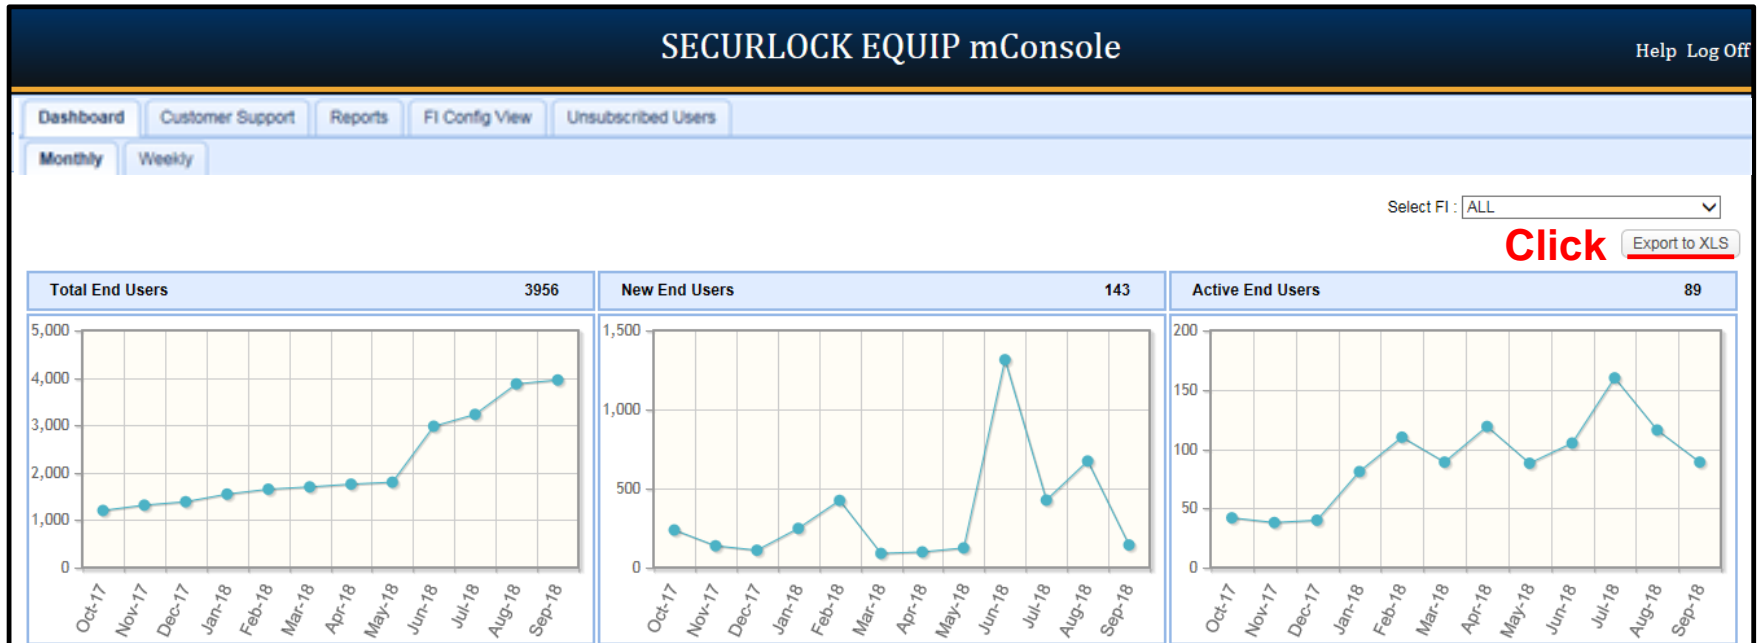 SECURLOCK EQUIP mConsole
Help Log Off
Dashboard Customer Support Reports FI Config View Unsubscribed Users
Monthly Weekly
Select FI : ALL
Click Export to XLS
Total End Users 3956
New End Users 143
Active End Users 89
5,000
4,000
3,000
2,000
1,000
0
Oct-17 Nov-17 Dec-17 Jan-18 Feb-18 Mar-18 Apr-18 May-18 Jun-18 Jul-18 Aug-18 Sep-18
1,500
1,000
500
0
Oct-17 Nov-17 Dec-17 Jan-18 Feb-18 Mar-18 Apr-18 May-18 Jun-18 Jul-18 Aug-18 Sep-18
200
150
100
50
0
Oct-17 Nov-17 Dec-17 Jan-18 Feb-18 Mar-18 Apr-18 May-18 Jun-18 Jul-18 Aug-18 Sep-18